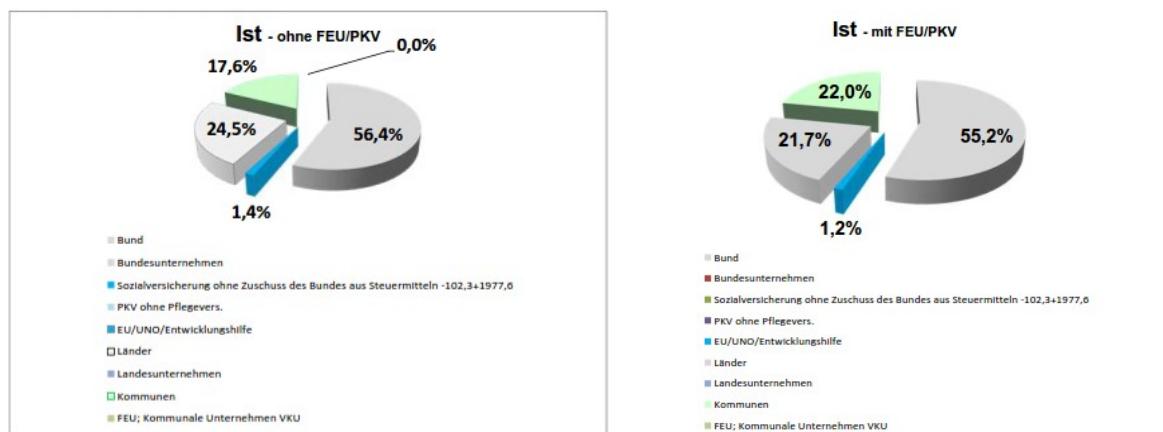 Ist - ohne FEU/PKV
0,0%
17,6%
24,5%
56,4%
1,4%
Bund
Bundesunternehmen
Sozialversicherung ohne Zuschuss des Bundes aus Steuermitteln -102,3+1977,6
PKV ohne Pflegevers.
EU/UNO/Entwicklungshilfe
Länder
Landesunternehmen
Kommunen
FEU; Kommunale Unternehmen VKU
Ist - mit FEU/PKV
22,0%
21,7%
55,2%
1,2%
Bund
Bundesunternehmen
Sozialversicherung ohne Zuschuss des Bundes aus Steuermitteln -102,3+1977,6
PKV ohne Pflegevers.
EU/UNO/Entwicklungshilfe
Länder
Landesunternehmen
Kommunen
FEU; Kommunale Unternehmen VKU